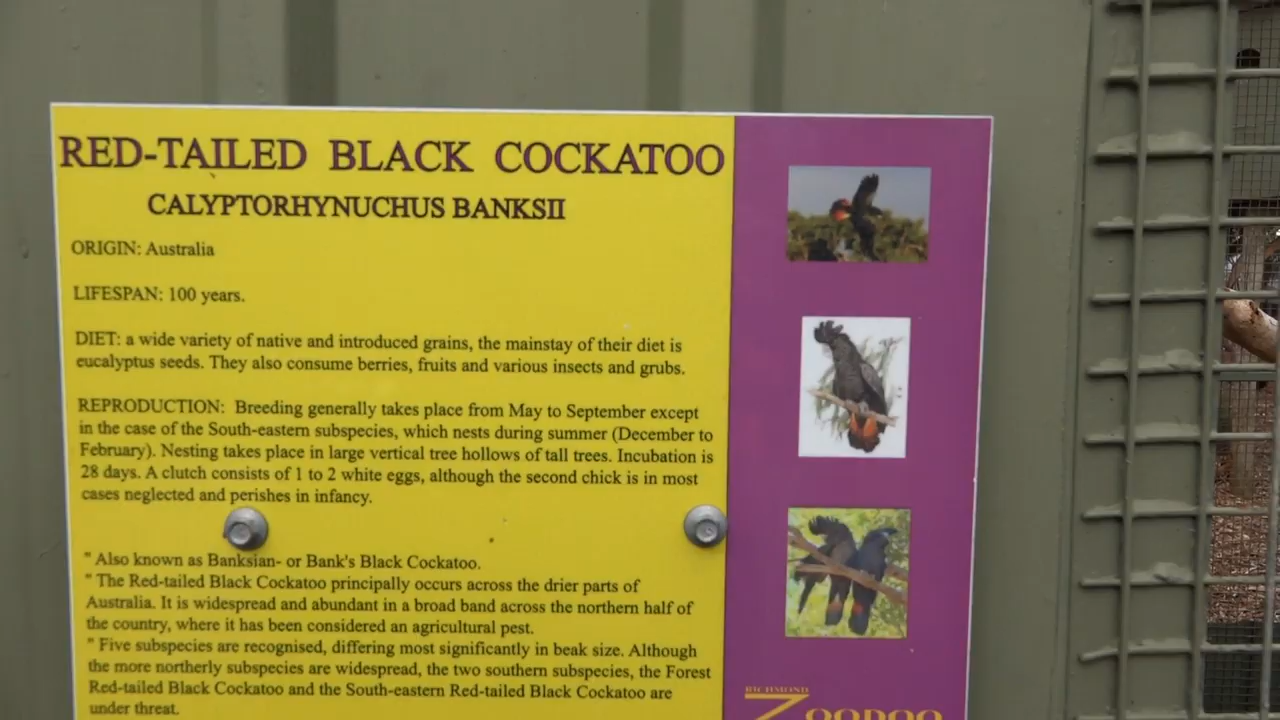 RED-TAILED BLACK COCKATOO
CALYPTORHYNUCHUS BANKSII
ORIGIN: Australia
LIFESPAN: 100 years.
DIET: a wide variety of native and introduced grains, the mainstay of their diet is
eucalyptus seeds. They also consume berries, fruits and various insects and grubs.
REPRODUCTION: Breeding generally takes place from May to September except
in the case of the South-eastern subspecies, which nests during summer (December to
February). Nesting takes place in large vertical tree hollows of tall trees. Incubation is
28 days. A clutch consists of 1 to 2 white eggs, although the second chick is in most
cases neglected and perishes in infancy.
" Also known as Banksian- or Bank's Black Cockatoo.
" The Red-tailed Black Cockatoo principally occurs across the drier parts of
Australia. It is widespread and abundant in a broad band across the northern half of
the country, where it has been considered an agricultural pest.
" Five subspecies are recognised, differing most significantly in beak size. Although
the more northerly subspecies are widespread, the two southern subspecies, the Forest
Red-tailed Black Cockatoo and the South-eastern Red-tailed Black Cockatoo are
under threat.
RICHMOND
ZOODOO